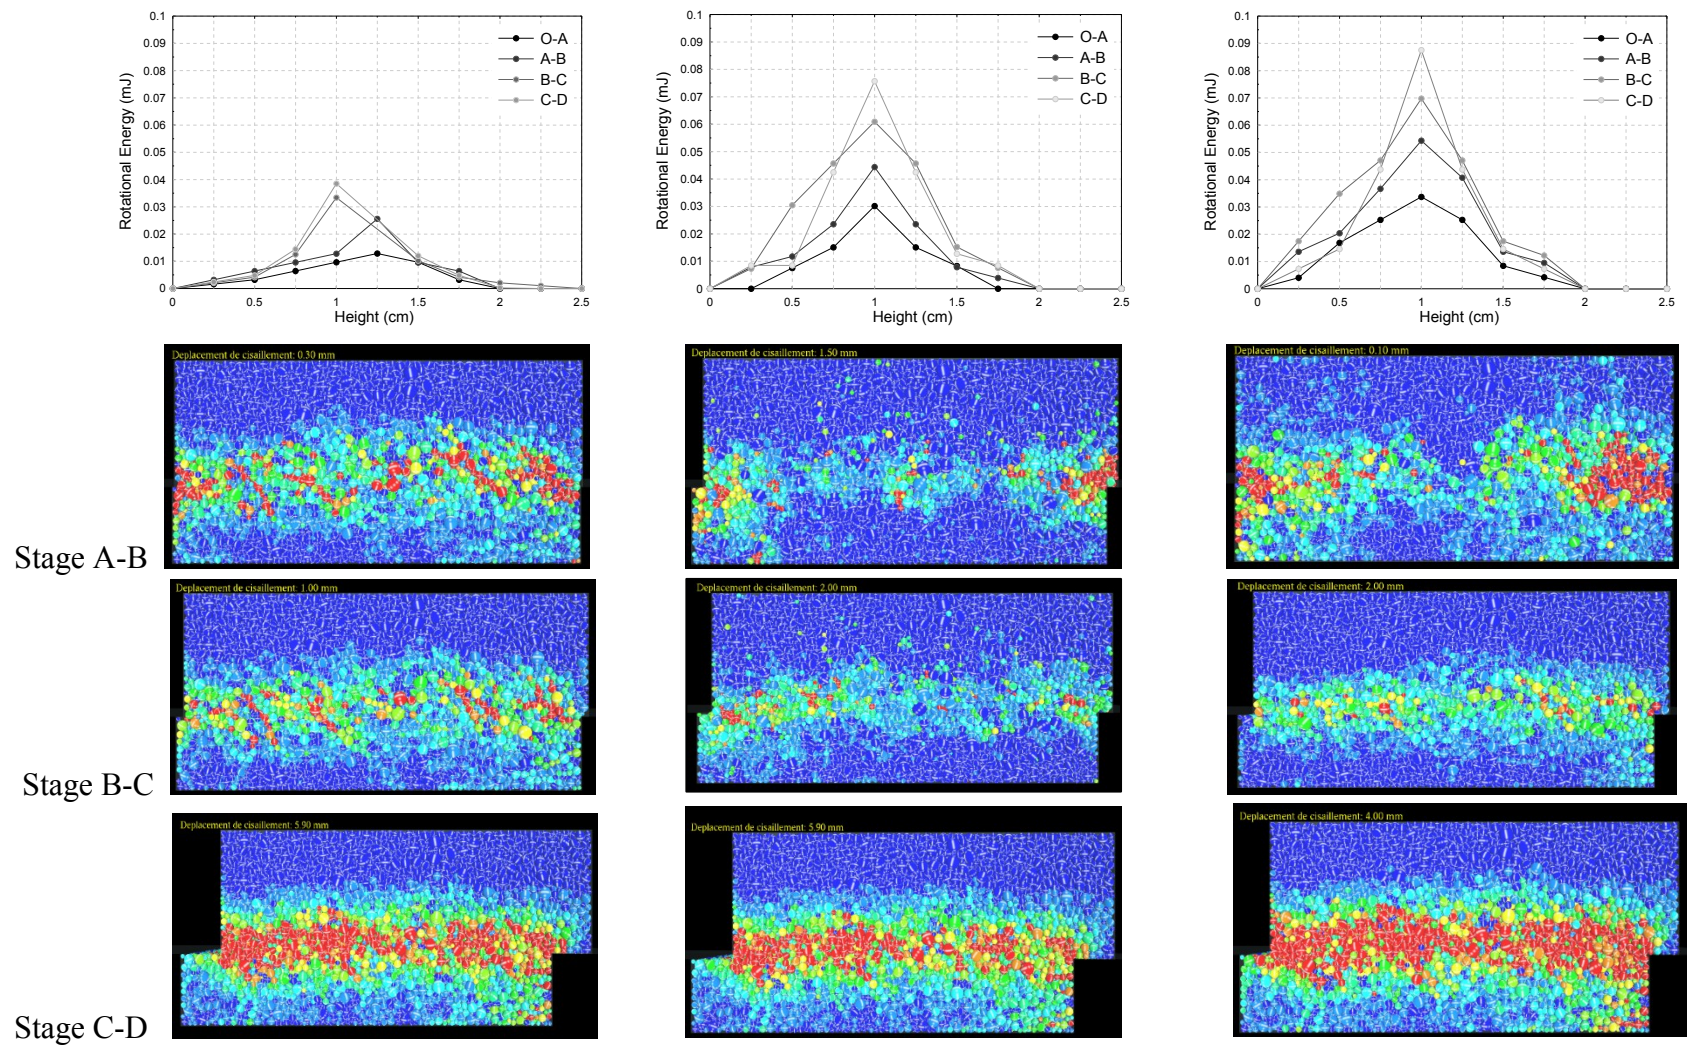 0.1
0.09
0.08
0.07
0.06
0.05
0.04
0.03
0.02
0.01
0
Rotational Energy (mJ)
O-A
A-B
B-C
C-D
0 0.5 1 1.5 2 2.5
Height (cm)
0.1
0.09
0.08
0.07
0.06
0.05
0.04
0.03
0.02
0.01
0
Rotational Energy (mJ)
O-A
A-B
B-C
C-D
0 0.5 1 1.5 2 2.5
Height (cm)
0.1
0.09
0.08
0.07
0.06
0.05
0.04
0.03
0.02
0.01
0
Rotational Energy (mJ)
O-A
A-B
B-C
C-D
0 0.5 1 1.5 2 2.5
Height (cm)
Deplacement de cisaillement: 0.30 mm
Deplacement de cisaillement: 1.50 mm
Deplacement de cisaillement: 0.10 mm
Stage A-B
Deplacement de cisaillement: 1.00 mm
Deplacement de cisaillement: 2.00 mm
Deplacement de cisaillement: 2.00 mm
Stage B-C
Deplacement de cisaillement: 5.90 mm
Deplacement de cisaillement: 5.90 mm
Deplacement de cisaillement: 4.00 mm
Stage C-D